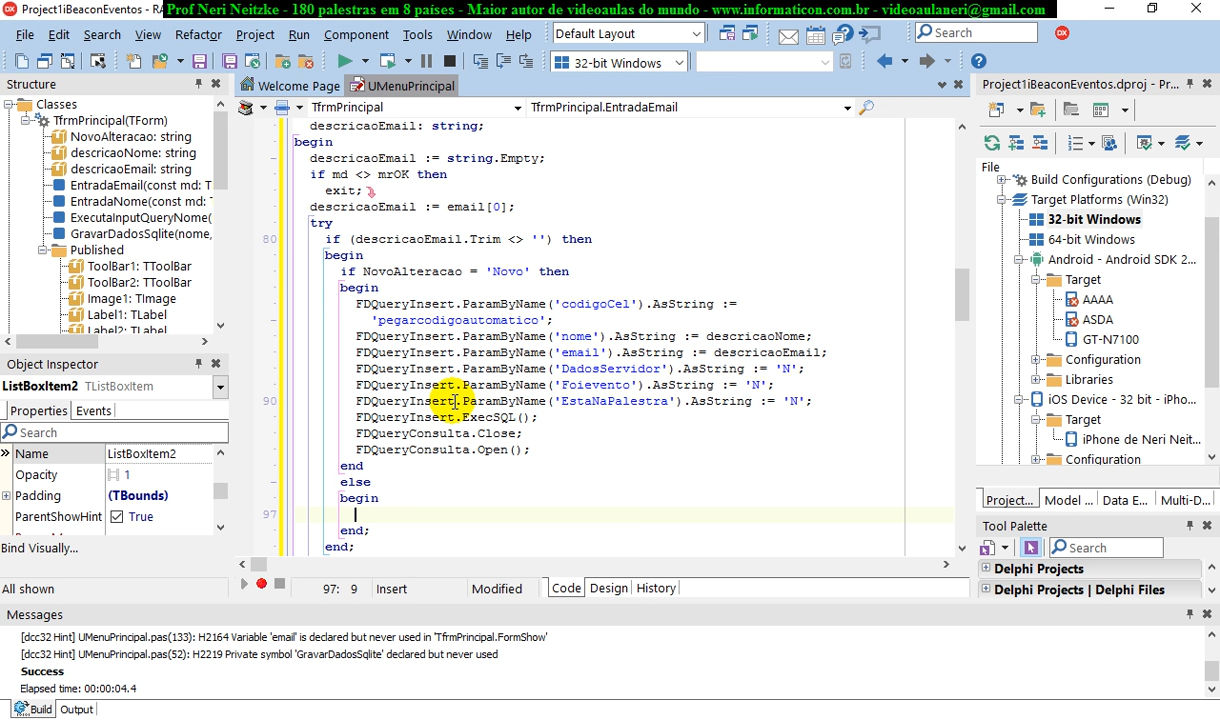 Project1iBeaconEventos - RA
Prof Neri Neitzke - 180 palestras em 8 países - Maior autor de videoaulas do mundo - www.informaticon.com.br - videoaulaneri@gmail.com
File Edit Search View Refactor Project Run Component Tools Window Help
Default Layout
Search
DX
32-bit Windows
Structure
Welcome Page
UMenuPrincipal
Project1iBeaconEventos.dproj - Pr...
Classes
TfrmPrincipal(TForm)
NovoAlteracao: string
descricaoNome: string
descricaoEmail: string
EntradaEmail(const md: T
EntradaNome(const md: T
ExecutaInputQueryNome(
GravarDadosSqlite(nome,
Published
ToolBar1: TToolBar
ToolBar2: TToolBar
Image1: TImage
Label1: TLabel
Label2: TLabel
Object Inspector
ListBoxItem2 TListBoxItem
Properties Events
Search
Name ListBoxItem2
Opacity 1
Padding (TBounds)
ParentShowHint True
Bind Visually...
All shown
TfrmPrincipal
TfrmPrincipal.EntradaEmail
descricaoEmail: string;
begin
descricaoEmail := string.Empty;
if md <> mrOK then
exit;
descricaoEmail := email[0];
try
80 if (descricaoEmail.Trim <> '') then
begin
if NovoAlteracao = 'Novo' then
begin
FDQueryInsert.ParamByName('codigoCel').AsString :=
'pegarcodigoautomatico';
FDQueryInsert.ParamByName('nome').AsString := descricaoNome;
FDQueryInsert.ParamByName('email').AsString := descricaoEmail;
FDQueryInsert.ParamByName('DadosServidor').AsString := 'N';
FDQueryInsert.ParamByName('Foievento').AsString := 'N';
90 FDQueryInsert.ParamByName('EstaNaPalestra').AsString := 'N';
FDQueryInsert.ExecSQL();
FDQueryConsulta.Close;
FDQueryConsulta.Open();
end
else
begin
97
end;
end;
97: 9 Insert Modified Code Design History
File
Build Configurations (Debug)
Target Platforms (Win32)
32-bit Windows
64-bit Windows
Android - Android SDK 2...
Target
AAAA
ASDA
GT-N7100
Configuration
Libraries
iOS Device - 32 bit - iPho...
Target
iPhone de Neri Neit...
Configuration
Project... Model ... Data E... Multi-D...
Tool Palette
Search
Delphi Projects
Delphi Projects | Delphi Files
Messages
[dcc32 Hint] UMenuPrincipal.pas(133): H2164 Variable 'email' is declared but never used in 'TfrmPrincipal.FormShow'
[dcc32 Hint] UMenuPrincipal.pas(52): H2219 Private symbol 'GravarDadosSqlite' declared but never used
Success
Elapsed time: 00:00:04.4
Build Output